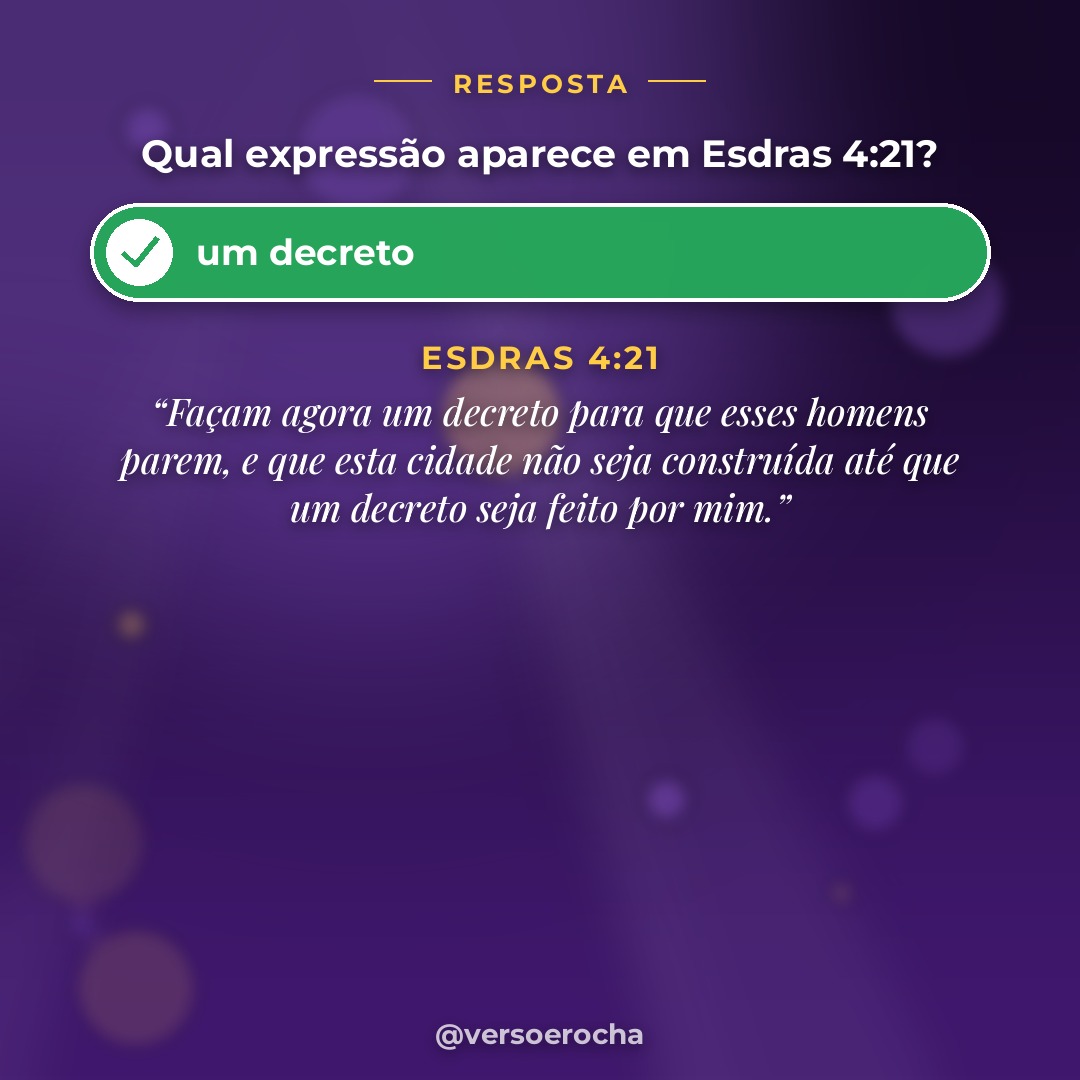 RESPOSTA
Qual expressão aparece em Esdras 4:21?
um decreto
ESDRAS 4:21
“Façam agora um decreto para que esses homens
parem, e que esta cidade não seja construída até que
um decreto seja feito por mim.”
@versoerocha